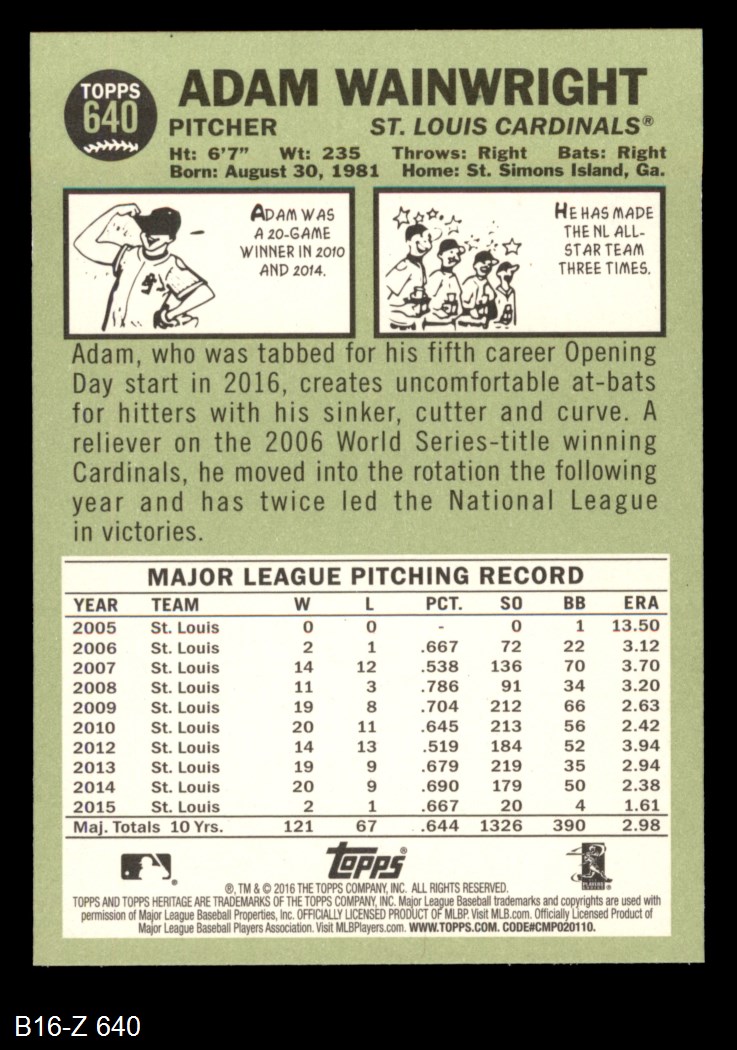 TOPPS
640
ADAM WAINWRIGHT
PITCHER ST. LOUIS CARDINALS®
Ht: 6'7" Wt: 235 Throws: Right Bats: Right
Born: August 30, 1981 Home: St. Simons Island, Ga.
ADAM WAS
A 20-GAME
WINNER IN 2010
AND 2014.
HE HAS MADE
THE NL ALL-
STAR TEAM
THREE TIMES.
Adam, who was tabbed for his fifth career Opening
Day start in 2016, creates uncomfortable at-bats
for hitters with his sinker, cutter and curve. A
reliever on the 2006 World Series-title winning
Cardinals, he moved into the rotation the following
year and has twice led the National League
in victories.
MAJOR LEAGUE PITCHING RECORD
YEAR TEAM W L PCT. SO BB ERA
2005 St. Louis 0 0 - 0 1 13.50
2006 St. Louis 2 1 .667 72 22 3.12
2007 St. Louis 14 12 .538 136 70 3.70
2008 St. Louis 11 3 .786 91 34 3.20
2009 St. Louis 19 8 .704 212 66 2.63
2010 St. Louis 20 11 .645 213 56 2.42
2012 St. Louis 14 13 .519 184 52 3.94
2013 St. Louis 19 9 .679 219 35 2.94
2014 St. Louis 20 9 .690 179 50 2.38
2015 St. Louis 2 1 .667 20 4 1.61
Maj. Totals 10 Yrs. 121 67 .644 1326 390 2.98
Topps®
®, TM & © 2016 THE TOPPS COMPANY, INC. ALL RIGHTS RESERVED.
TOPPS AND TOPPS HERITAGE ARE TRADEMARKS OF THE TOPPS COMPANY, INC. Major League Baseball trademarks and copyrights are used with
permission of Major League Baseball Properties, Inc. OFFICIALLY LICENSED PRODUCT OF MLBP. Visit MLB.com. Officially Licensed Product of
Major League Baseball Players Association. Visit MLBPlayers.com. WWW.TOPPS.COM. CODE#CMP020110.
B16-Z 640